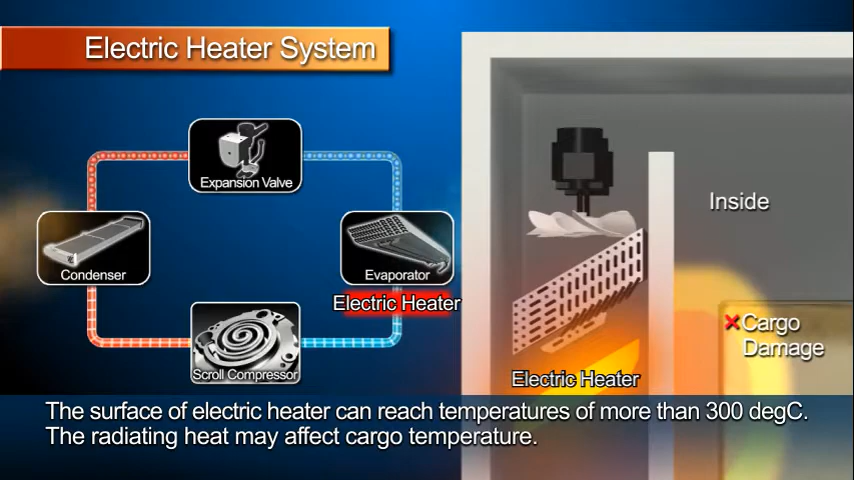 Electric Heater System
Expansion Valve
Condenser
Evaporator
Electric Heater
Scroll Compressor
Inside
×Cargo
Damage
Electric Heater
The surface of electric heater can reach temperatures of more than 300 degC.
The radiating heat may affect cargo temperature.